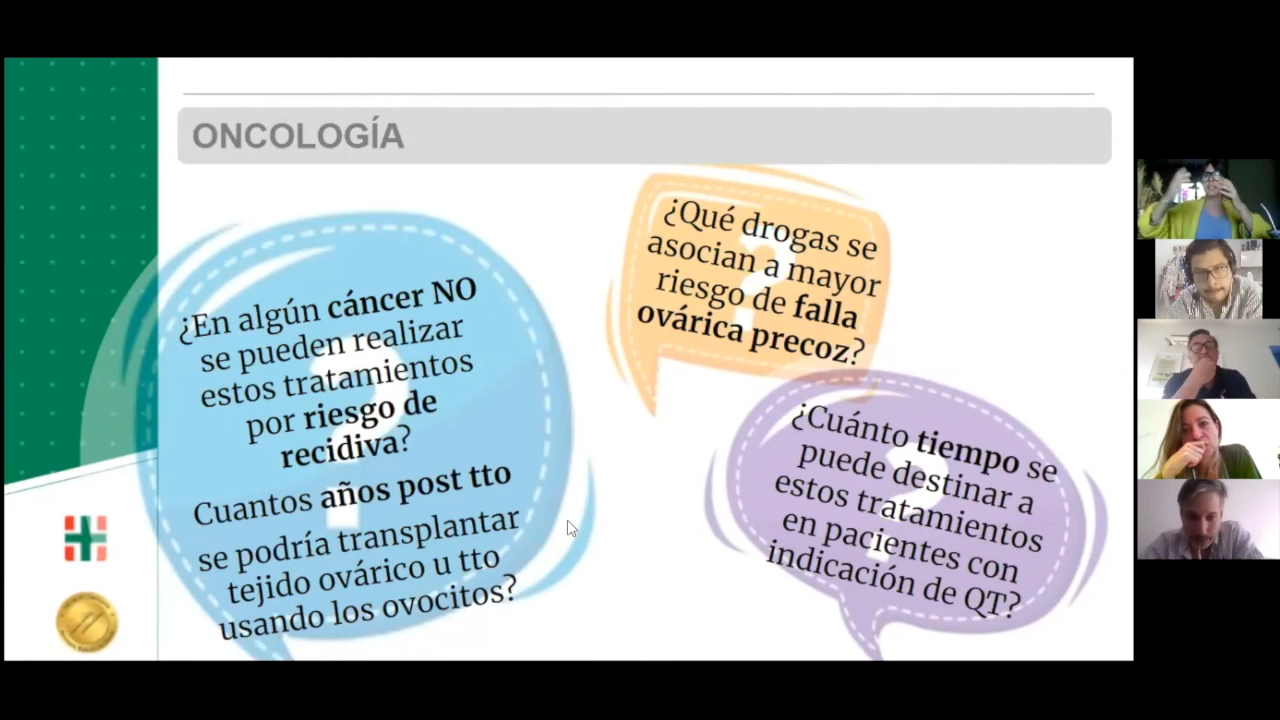 ONCOLOGÍA
¿En algún cáncer NO
se pueden realizar
estos tratamientos
por riesgo de
recidiva?
Cuantos años post tto
se podría transplantar
tejido ovárico u tto
usando los ovocitos?
¿Qué drogas se
asocian a mayor
riesgo de falla
ovárica precoz?
¿Cuánto tiempo se
puede destinar a
estos tratamientos
en pacientes con
indicación de QT?